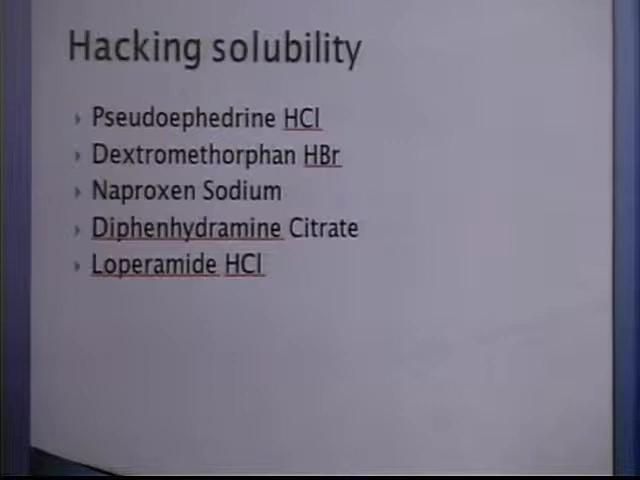 Hacking solubility
Pseudoephedrine HCl
Dextromethorphan HBr
Naproxen Sodium
Diphenhydramine Citrate
Loperamide HCl